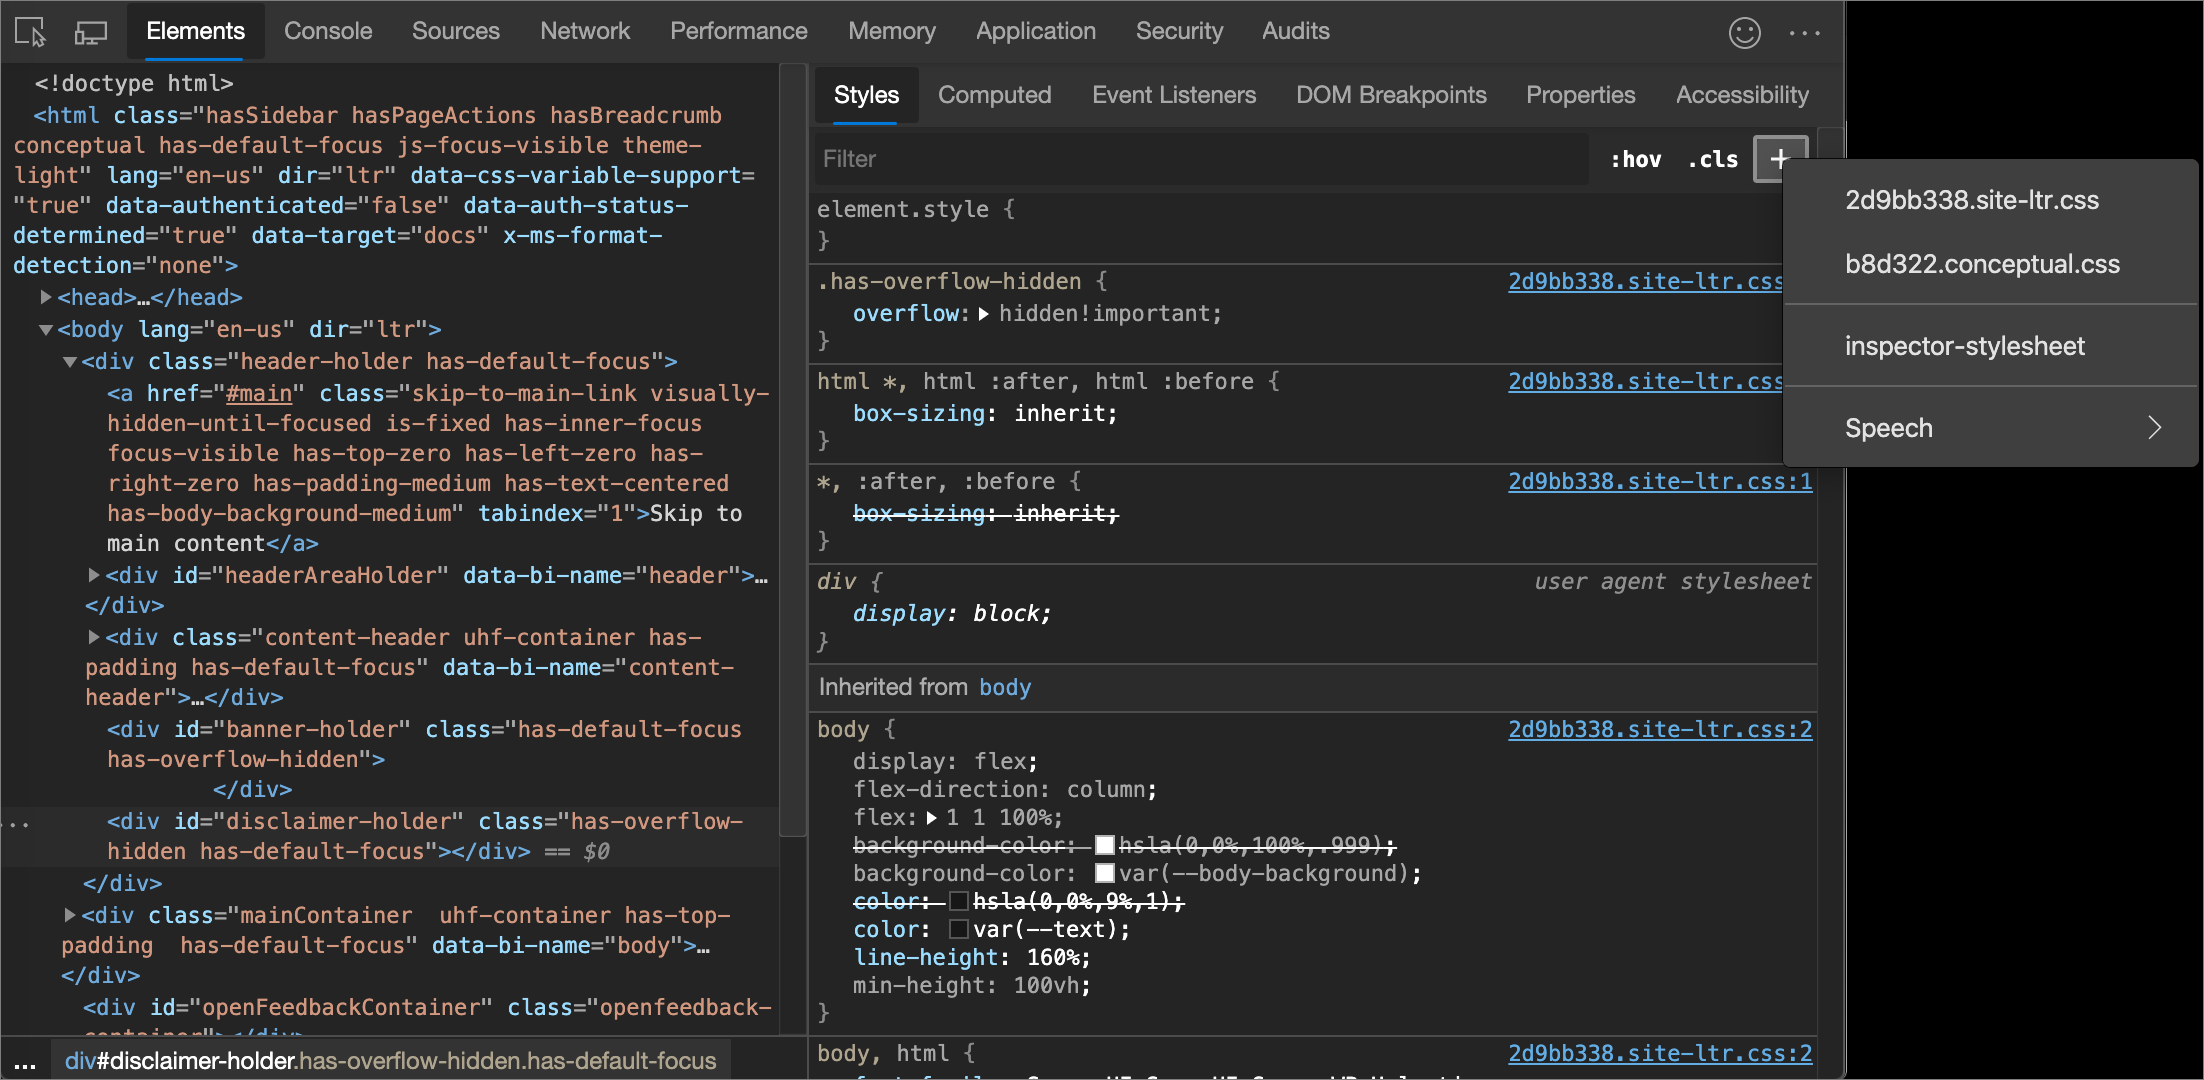 Elements Console Sources Network Performance Memory Application Security Audits
<!doctype html>
<html class="hasSidebar hasPageActions hasBreadcrumb
conceptual has-default-focus js-focus-visible theme-
light" lang="en-us" dir="ltr" data-css-variable-support=
"true" data-authenticated="false" data-auth-status-
determined="true" data-target="docs" x-ms-format-
detection="none">
<head>…</head>
<body lang="en-us" dir="ltr">
<div class="header-holder has-default-focus">
<a href="#main" class="skip-to-main-link visually-
hidden-until-focused is-fixed has-inner-focus
focus-visible has-top-zero has-left-zero has-
right-zero has-padding-medium has-text-centered
has-body-background-medium" tabindex="1">Skip to
main content</a>
<div id="headerAreaHolder" data-bi-name="header">…
</div>
<div class="content-header uhf-container has-
padding has-default-focus" data-bi-name="content-
header">…</div>
<div id="banner-holder" class="has-default-focus
has-overflow-hidden">
</div>
<div id="disclaimer-holder" class="has-overflow-
hidden has-default-focus"></div> == $0
</div>
<div class="mainContainer  uhf-container has-top-
padding  has-default-focus" data-bi-name="body">…
</div>
<div id="openFeedbackContainer" class="openfeedback-
container"></div>
... div#disclaimer-holder.has-overflow-hidden.has-default-focus
Styles Computed Event Listeners DOM Breakpoints Properties Accessibility
Filter :hov .cls +
element.style {
}
.has-overflow-hidden { 2d9bb338.site-ltr.css
overflow: hidden!important;
}
html *, html :after, html :before { 2d9bb338.site-ltr.css
box-sizing: inherit;
}
*, :after, :before { 2d9bb338.site-ltr.css:1
box-sizing: inherit;
}
div { user agent stylesheet
display: block;
}
Inherited from body
body { 2d9bb338.site-ltr.css:2
display: flex;
flex-direction: column;
flex: 1 1 100%;
background-color: hsla(0,0%,100%,.999);
background-color: var(--body-background);
color: hsla(0,0%,9%,1);
color: var(--text);
line-height: 160%;
min-height: 100vh;
}
body, html { 2d9bb338.site-ltr.css:2
2d9bb338.site-ltr.css
b8d322.conceptual.css
inspector-stylesheet
Speech